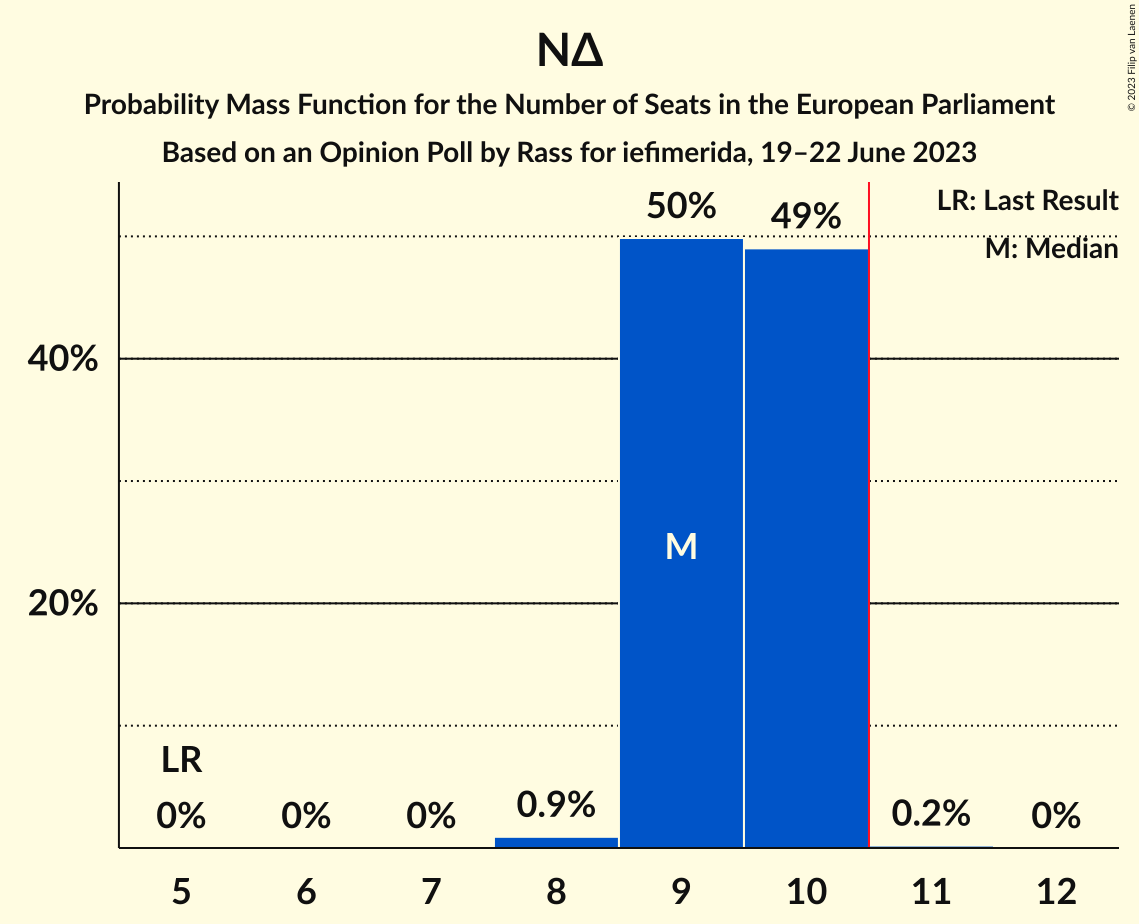 ΝΔ
Probability Mass Function for the Number of Seats in the European Parliament
Based on an Opinion Poll by Rass for iefimerida, 19–22 June 2023
© 2023 Filip van Laenen
LR: Last Result
M: Median
50%
49%
40%
20%
M
LR
0%
0%
0%
0.9%
0.2%
0%
5
6
7
8
9
10
11
12